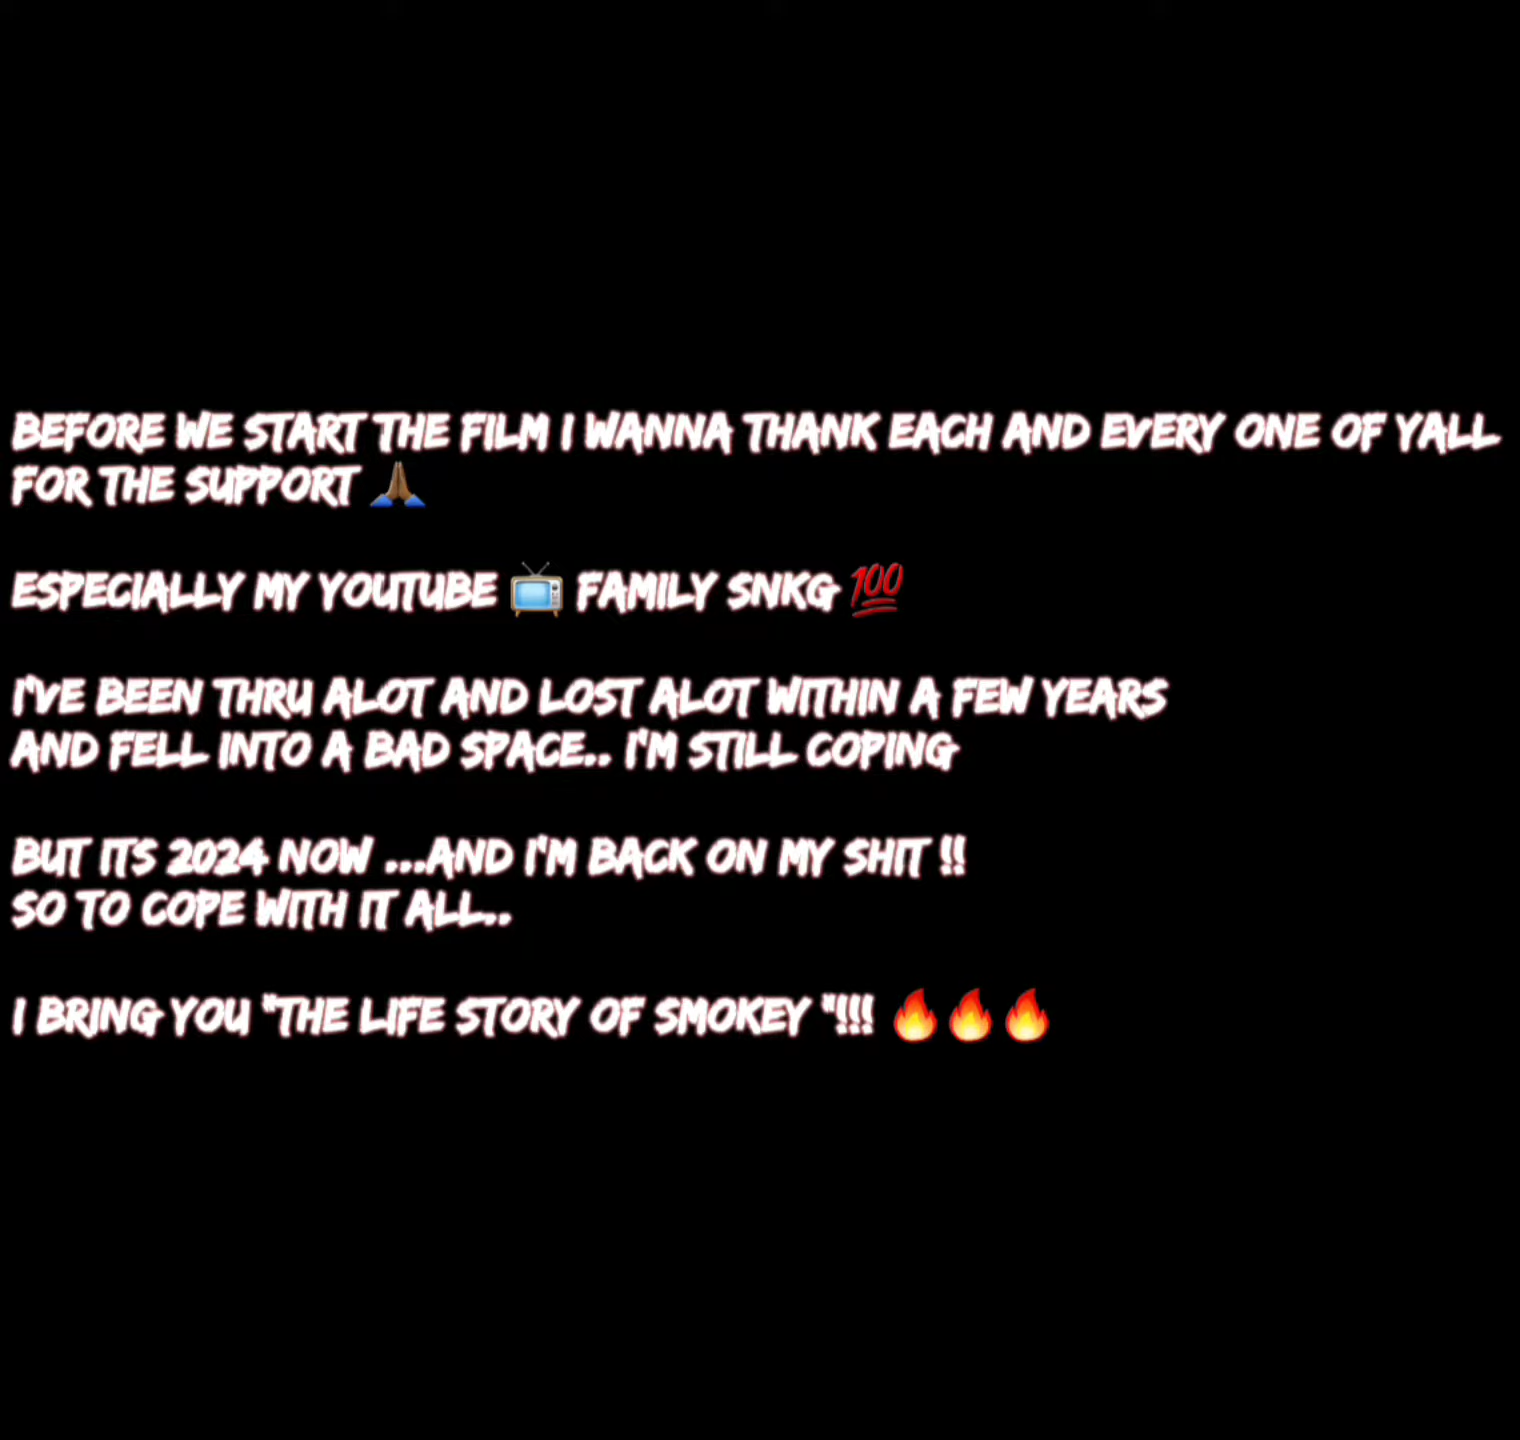 BEFORE WE START THE FILM I WANNA THANK EACH AND EVERY ONE OF YALL
FOR THE SUPPORT 🙏🏾
ESPECIALLY MY YOUTUBE 📺 FAMILY SNKG 💯
I'VE BEEN THRU ALOT AND LOST ALOT WITHIN A FEW YEARS
AND FELL INTO A BAD SPACE.. I'M STILL COPING
BUT ITS 2024 NOW ...AND I'M BACK ON MY SHIT !!
SO TO COPE WITH IT ALL..
I BRING YOU "THE LIFE STORY OF SMOKEY "!!! 🔥🔥🔥